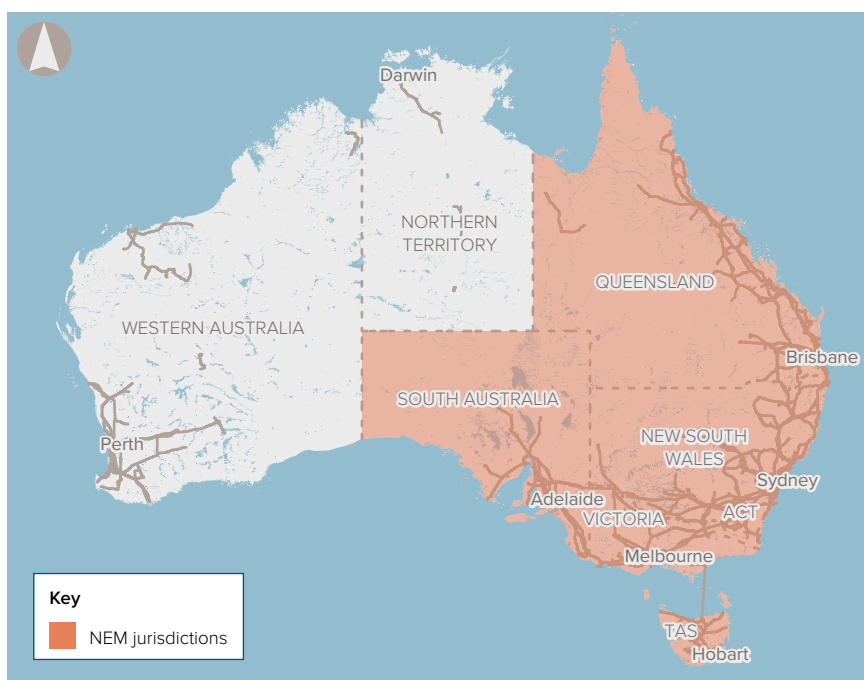 Darwin
NORTHERN
TERRITORY
QUEENSLAND
WESTERN AUSTRALIA
Brisbane
SOUTH AUSTRALIA
NEW SOUTH
WALES
Perth
Sydney
Adelaide
VICTORIA
ACT
Melbourne
Key
NEM jurisdictions
TAS
Hobart